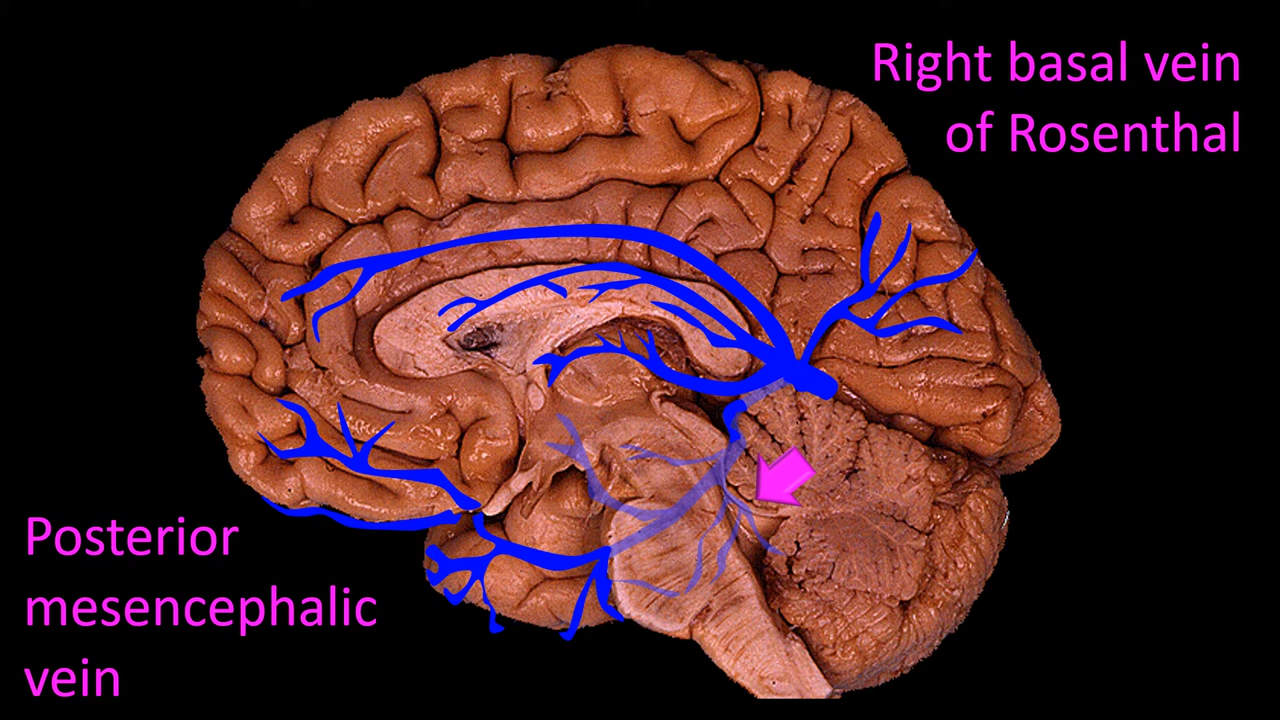 Right basal vein
of Rosenthal
Posterior
mesencephalic
vein